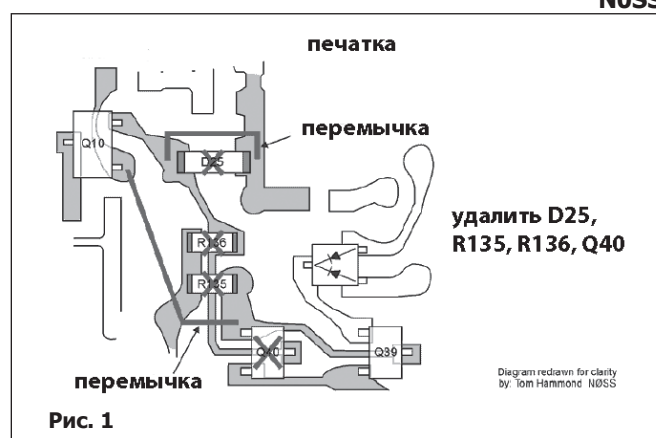 N0SS
печатка
перемычка
Q10
D25
удалить D25,
R135, R136, Q40
R136
R135
Q40
Q39
перемычка
Diagram redrawn for clarity
by: Tom Hammond NØSS
Рис. 1